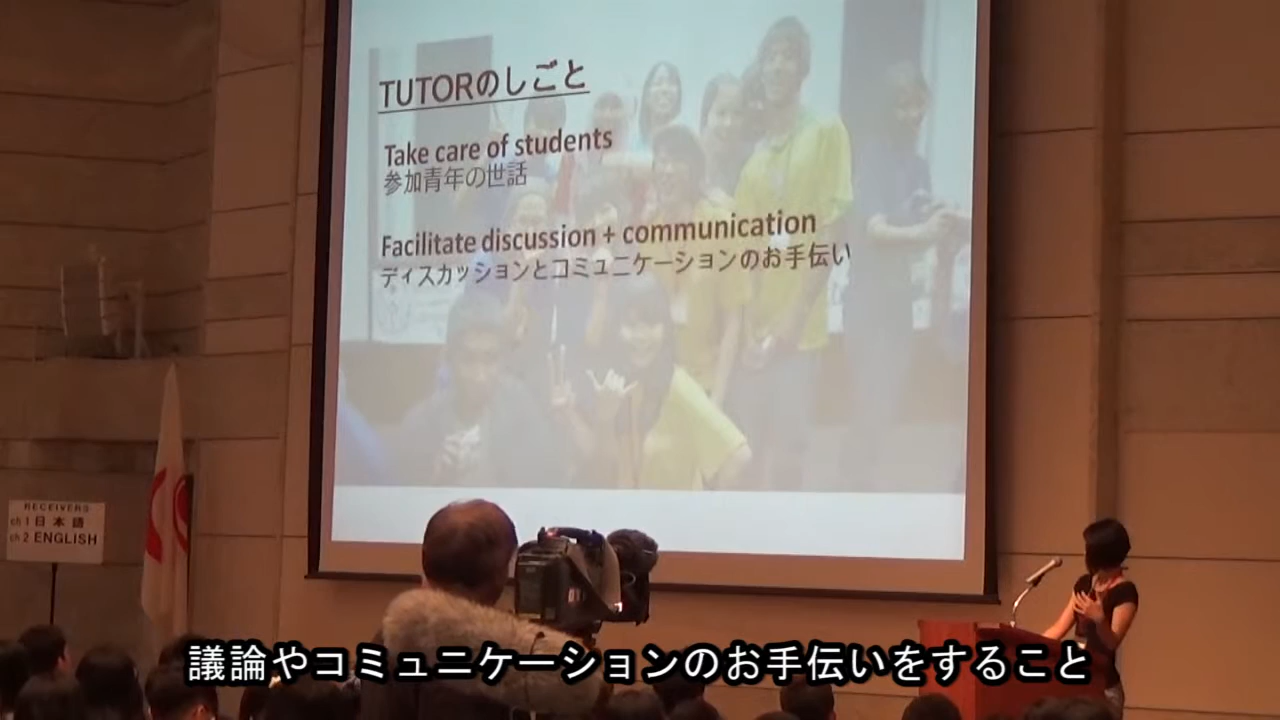 TUTORのしごと
Take care of students
参加青年の世話
Facilitate discussion + communication
ディスカッションとコミュニケーションのお手伝い
RECEIVERS
ch 1 日本語
ch 2 ENGLISH
議論やコミュニケーションのお手伝いをすること